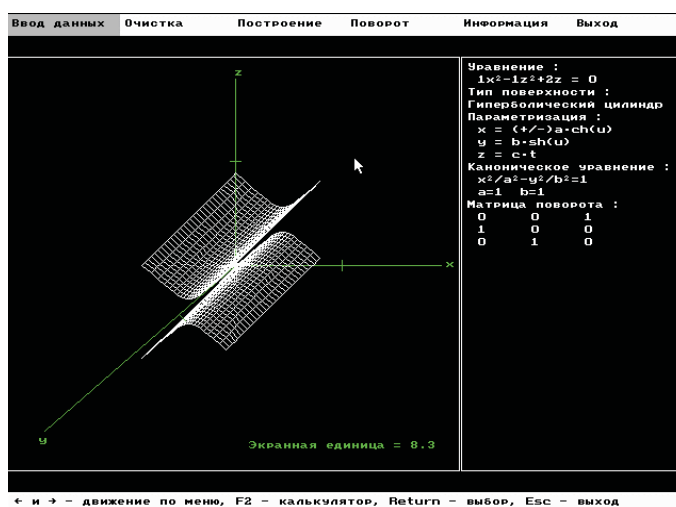 Ввод данных Очистка Построение Поворот Информация Выход
z
x
y
Экранная единица = 8.3
Уравнение :
1x²-1z²+2z = 0
Тип поверхности :
Гиперболический цилиндр
Параметризация :
x = (+/-)a·ch(u)
y = b·sh(u)
z = c·t
Каноническое уравнение :
x²/a²-y²/b²=1
a=1 b=1
Матрица поворота :
0 0 1
1 0 0
0 1 0
← и → - движение по меню, F2 - калькулятор, Return - выбор, Esc - выход